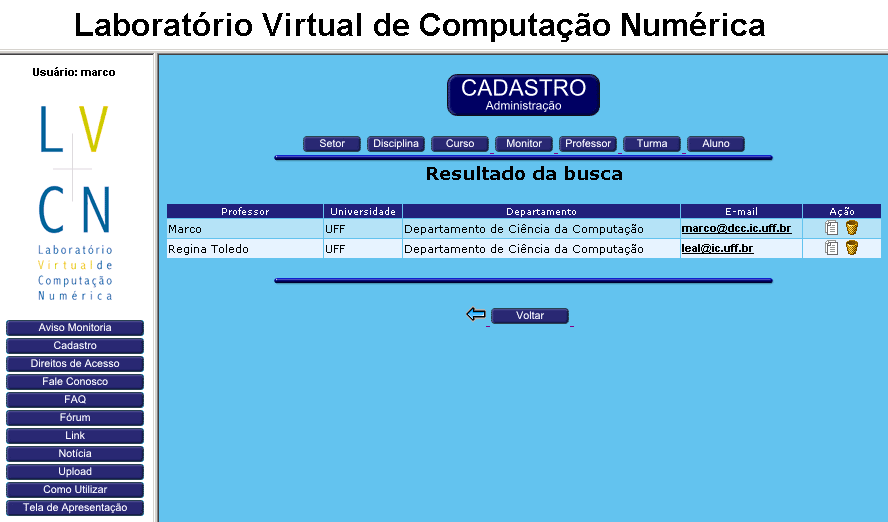 Laboratório Virtual de Computação Numérica
Usuário: marco
L V
C N
Laboratório
Virtual de
Computação
Numérica
Aviso Monitoria
Cadastro
Direitos de Acesso
Fale Conosco
FAQ
Fórum
Link
Notícia
Upload
Como Utilizar
Tela de Apresentação
CADASTRO
Administração
Setor Disciplina Curso Monitor Professor Turma Aluno
Resultado da busca
Professor Universidade Departamento E-mail Ação
Marco UFF Departamento de Ciência da Computação marco@dcc.ic.uff.br
Regina Toledo UFF Departamento de Ciência da Computação leal@ic.uff.br
Voltar